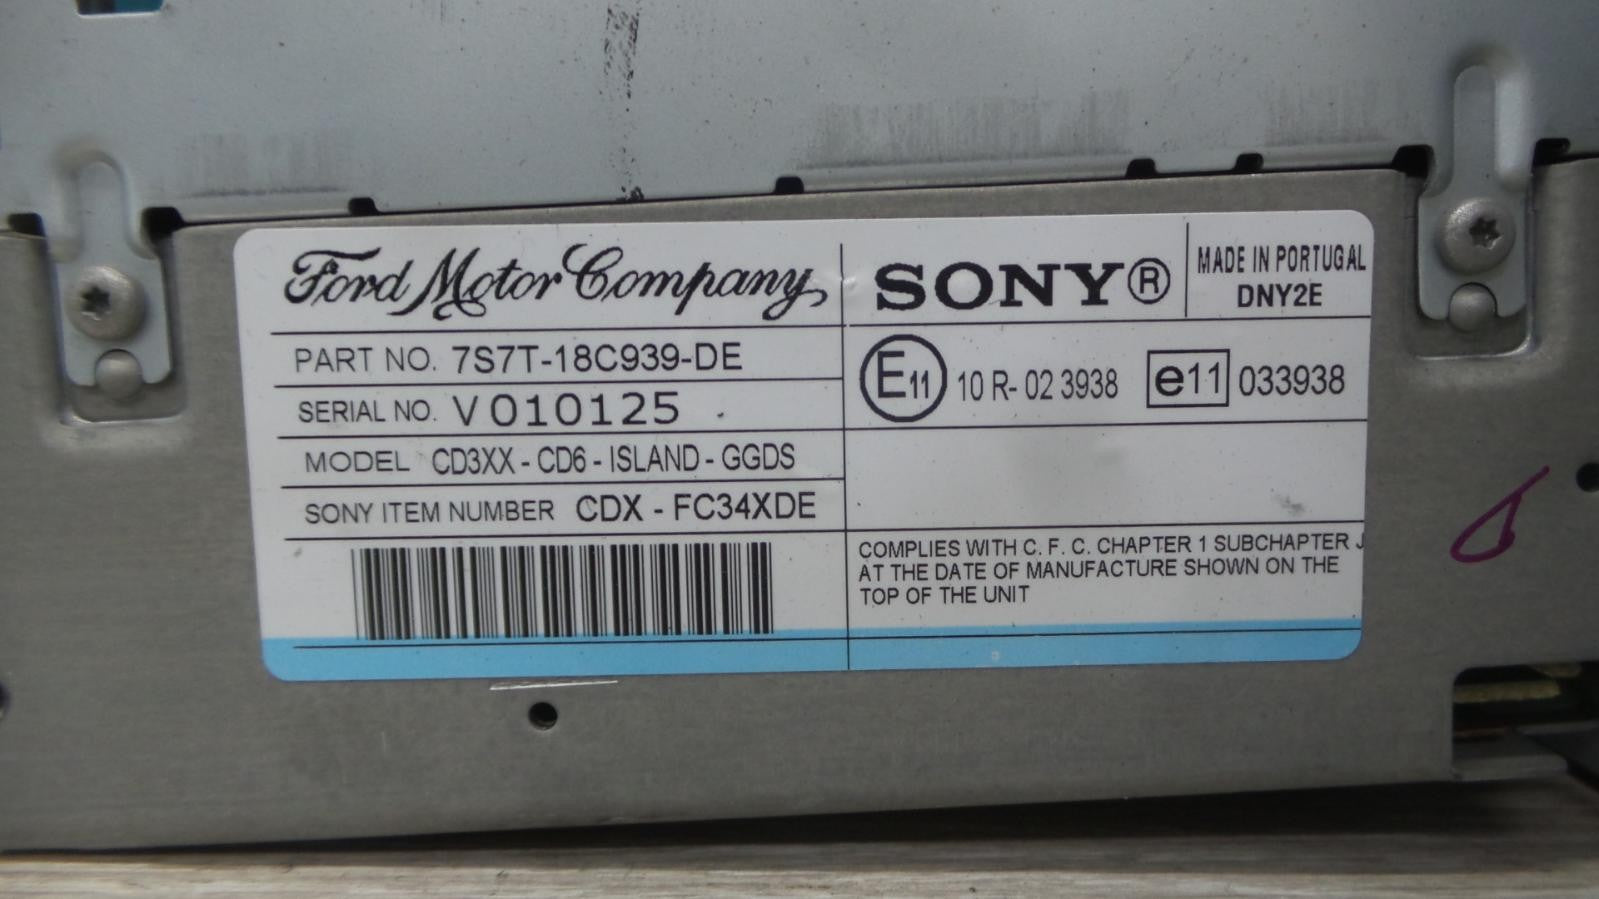 Ford Motor Company
PART NO. 7S7T-18C939-DE
SERIAL NO. V010125
MODEL CD3XX - CD6 - ISLAND - GGDS
SONY ITEM NUMBER CDX - FC34XDE
SONY®
MADE IN PORTUGAL
DNY2E
E11 10 R- 02 3938 e11 033938
COMPLIES WITH C. F. C. CHAPTER 1 SUBCHAPTER J
AT THE DATE OF MANUFACTURE SHOWN ON THE
TOP OF THE UNIT